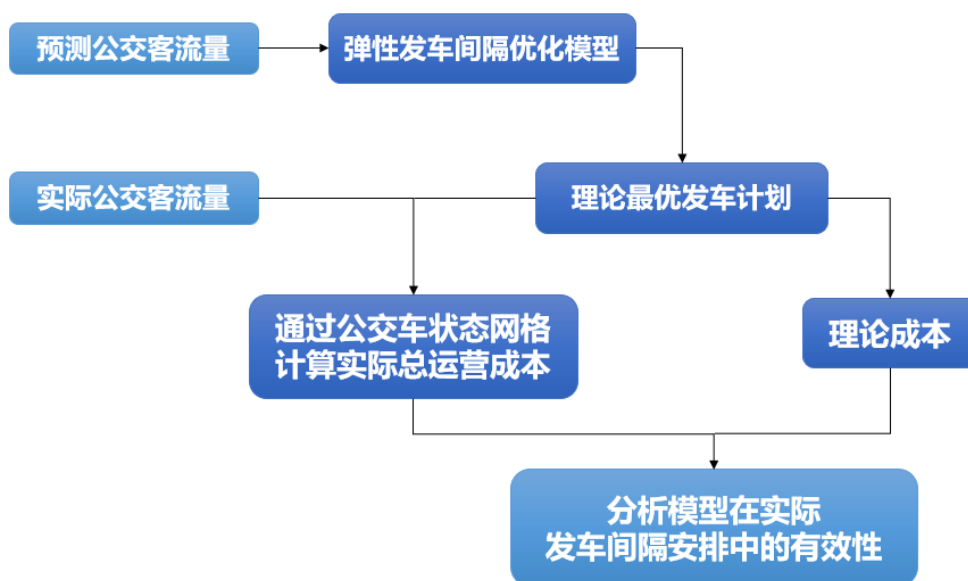 预测公交客流量
弹性发车间隔优化模型
实际公交客流量
理论最优发车计划
通过公交车状态网格
计算实际总运营成本
理论成本
分析模型在实际
发车间隔安排中的有效性